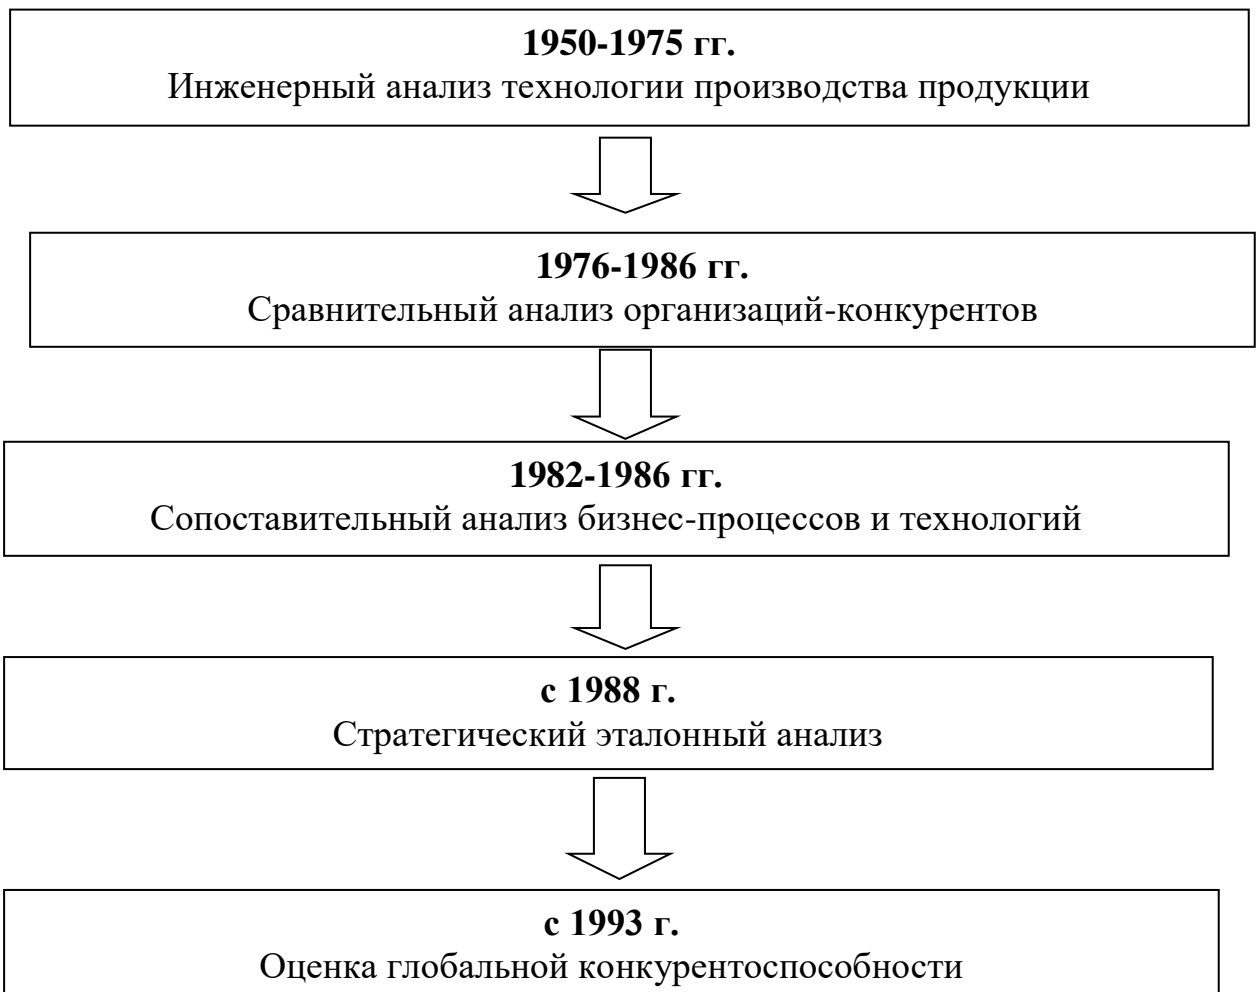 1950-1975 гг.
Инженерный анализ технологии производства продукции
1976-1986 гг.
Сравнительный анализ организаций-конкурентов
1982-1986 гг.
Сопоставительный анализ бизнес-процессов и технологий
с 1988 г.
Стратегический эталонный анализ
с 1993 г.
Оценка глобальной конкурентоспособности